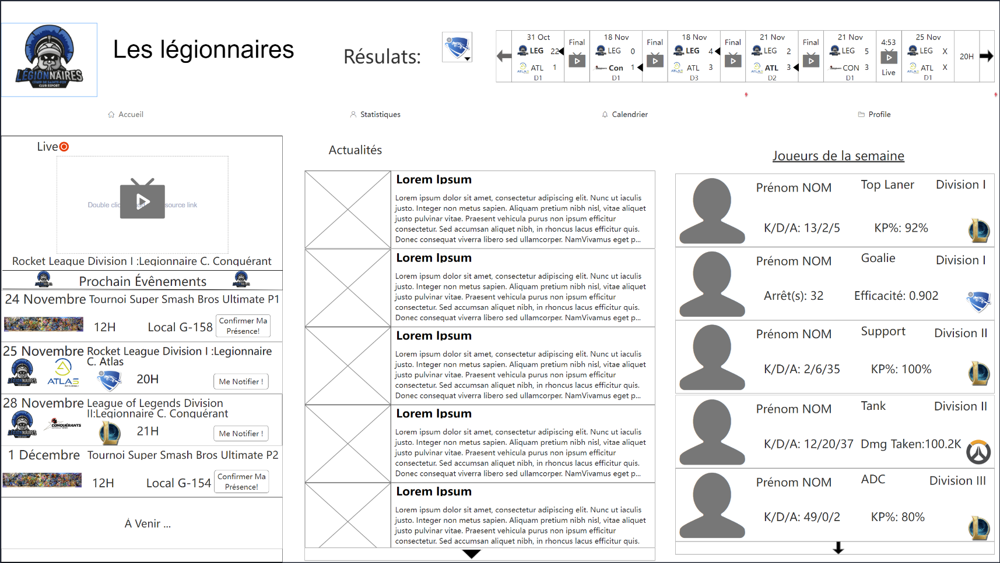 LÉGIONNAIRES
CÉGEP DE SAINTE-FOY
CLUB ESPORT
Les légionnaires
Résulats:
31 Oct
LEG 22
ATL 1
D1
Final
18 Nov
LEG 0
Con 1
D1
Final
18 Nov
LEG 4
ATL 3
D3
Final
21 Nov
LEG 2
ATL 3
D2
Final
21 Nov
LEG 5
CON 3
D1
4:53
Live
25 Nov
LEG X
ATL X
D1
20H
Accueil
Statistiques
Calendrier
Profile
Live
Double clic source link
Rocket League Division I :Legionnaire C. Conquérant
Prochain Évênements
24 Novembre Tournoi Super Smash Bros Ultimate P1
12H Local G-158
Confirmer Ma
Présence!
25 Novembre Rocket League Division I :Legionnaire
C. Atlas
ATLAS
20H
Me Notifier !
28 Novembre League of Legends Division
II:Legionnaire C. Conquérant
CONQUÉRANTS
21H
Me Notifier !
1 Décembre Tournoi Super Smash Bros Ultimate P2
12H Local G-154
Confirmer Ma
Présence!
À Venir ...
Actualités
Lorem Ipsum
Lorem ipsum dolor sit amet, consectetur adipiscing elit. Nunc ut iaculis
justo. Integer non metus sapien. Aliquam pretium nibh nisl, vitae aliquet
justo pulvinar vitae. Praesent vehicula purus non ipsum efficitur
consectetur. Sed accumsan aliquet nibh, in rhoncus lacus efficitur quis.
Donec consequat viverra libero sed ullamcorper. NamVivamus eget p...
Lorem Ipsum
Lorem ipsum dolor sit amet, consectetur adipiscing elit. Nunc ut iaculis
justo. Integer non metus sapien. Aliquam pretium nibh nisl, vitae aliquet
justo pulvinar vitae. Praesent vehicula purus non ipsum efficitur
consectetur. Sed accumsan aliquet nibh, in rhoncus lacus efficitur quis.
Donec consequat viverra libero sed ullamcorper. NamVivamus eget p...
Lorem Ipsum
Lorem ipsum dolor sit amet, consectetur adipiscing elit. Nunc ut iaculis
justo. Integer non metus sapien. Aliquam pretium nibh nisl, vitae aliquet
justo pulvinar vitae. Praesent vehicula purus non ipsum efficitur
consectetur. Sed accumsan aliquet nibh, in rhoncus lacus efficitur quis.
Donec consequat viverra libero sed ullamcorper. NamVivamus eget p...
Lorem Ipsum
Lorem ipsum dolor sit amet, consectetur adipiscing elit. Nunc ut iaculis
justo. Integer non metus sapien. Aliquam pretium nibh nisl, vitae aliquet
justo pulvinar vitae. Praesent vehicula purus non ipsum efficitur
consectetur. Sed accumsan aliquet nibh, in rhoncus lacus efficitur quis.
Donec consequat viverra libero sed ullamcorper. NamVivamus eget p...
Lorem Ipsum
Lorem ipsum dolor sit amet, consectetur adipiscing elit. Nunc ut iaculis
justo. Integer non metus sapien. Aliquam pretium nibh nisl, vitae aliquet
justo pulvinar vitae. Praesent vehicula purus non ipsum efficitur
consectetur. Sed accumsan aliquet nibh, in rhoncus lacus efficitur quis.
Joueurs de la semaine
Prénom NOM Top Laner Division I
K/D/A: 13/2/5 KP%: 92%
Prénom NOM Goalie Division I
Arrêt(s): 32 Efficacité: 0.902
Prénom NOM Support Division II
K/D/A: 2/6/35 KP%: 100%
Prénom NOM Tank Division II
K/D/A: 12/20/37 Dmg Taken:100.2K
Prénom NOM ADC Division III
K/D/A: 49/0/2 KP%: 80%